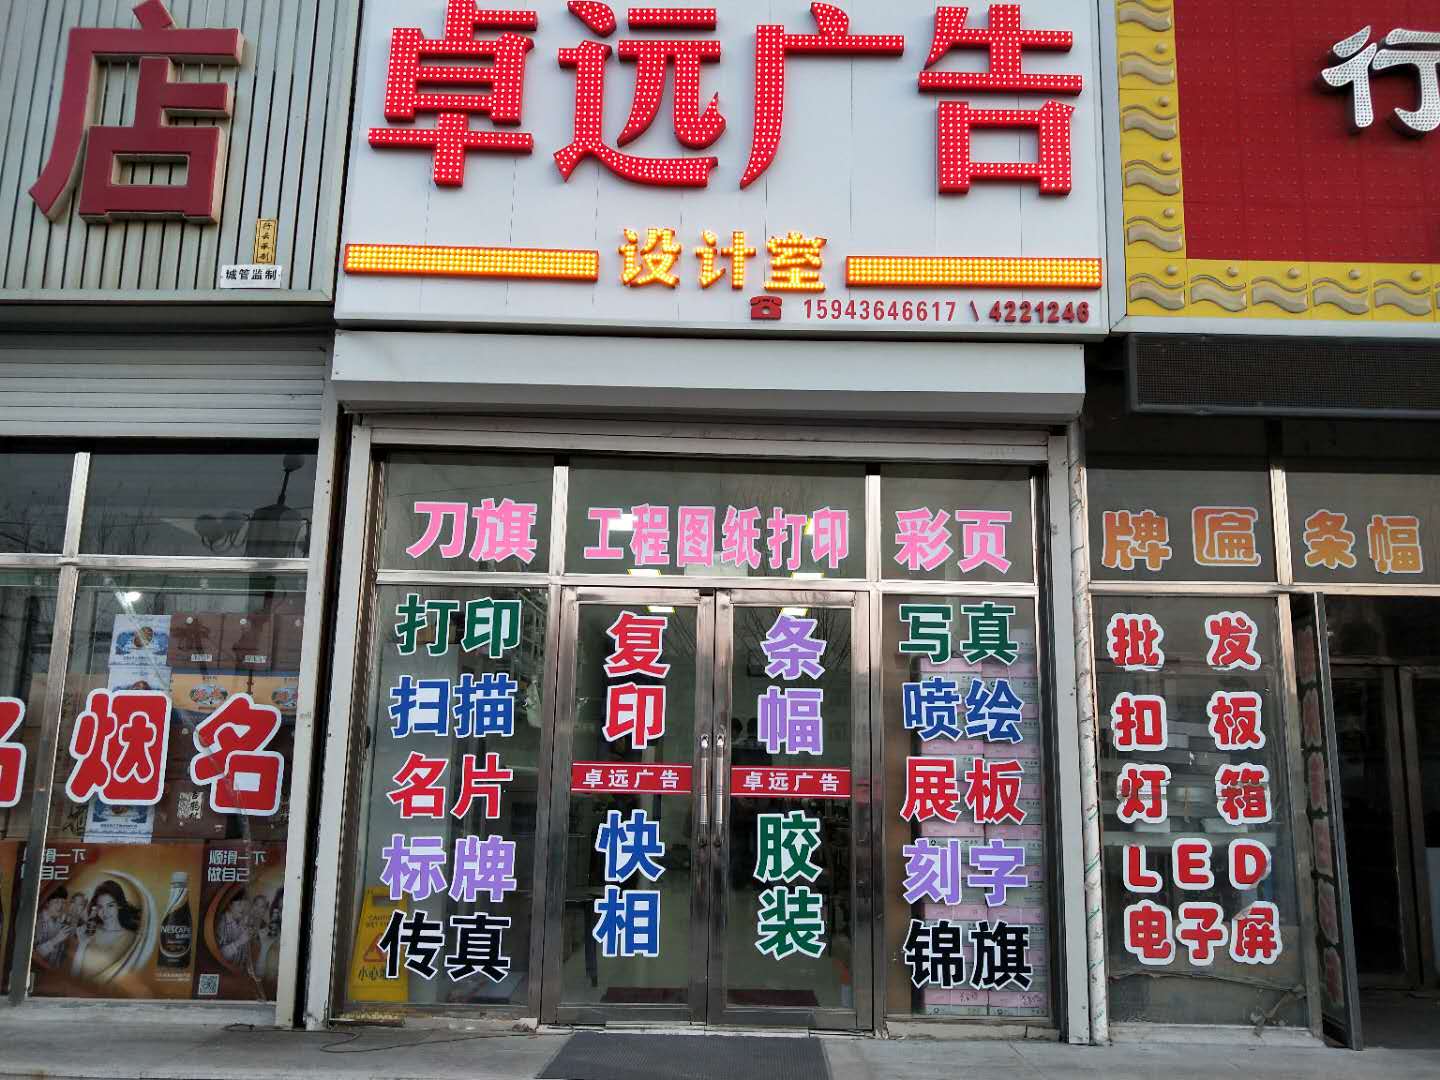 店
城管监制
卓远广告
设计室
15943646617 \ 4221246
行
刀旗
工程图纸打印
彩页
牌匾
条幅
打印
扫描
名片
标牌
传真
复印
卓远广告
快相
条幅
卓远广告
胶装
写真
喷绘
展板
刻字
锦旗
批发
扣板
灯箱
LED
电子屏
名烟名
顺滑一下
做自己
NESCAFE
顺滑一下
做自己
CAUTION
小心地